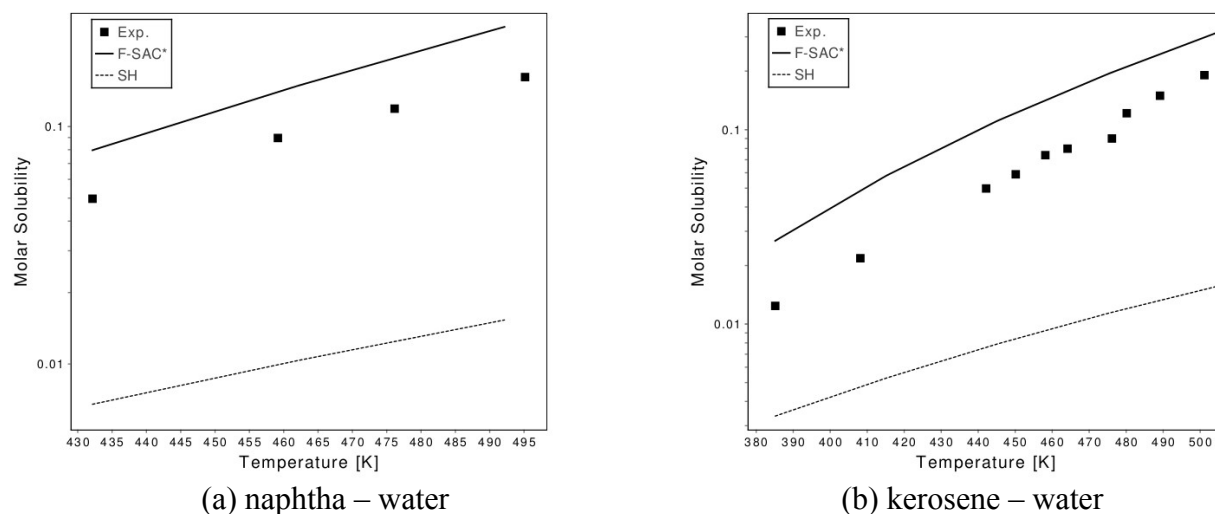 Exp.
F-SAC*
SH
0.1
0.01
Molar Solubility
430 435 440 445 450 455 460 465 470 475 480 485 490 495
Temperature [K]
(a) naphtha – water
Exp.
F-SAC*
SH
0.1
0.01
Molar Solubility
380 390 400 410 420 430 440 450 460 470 480 490 500
Temperature [K]
(b) kerosene – water